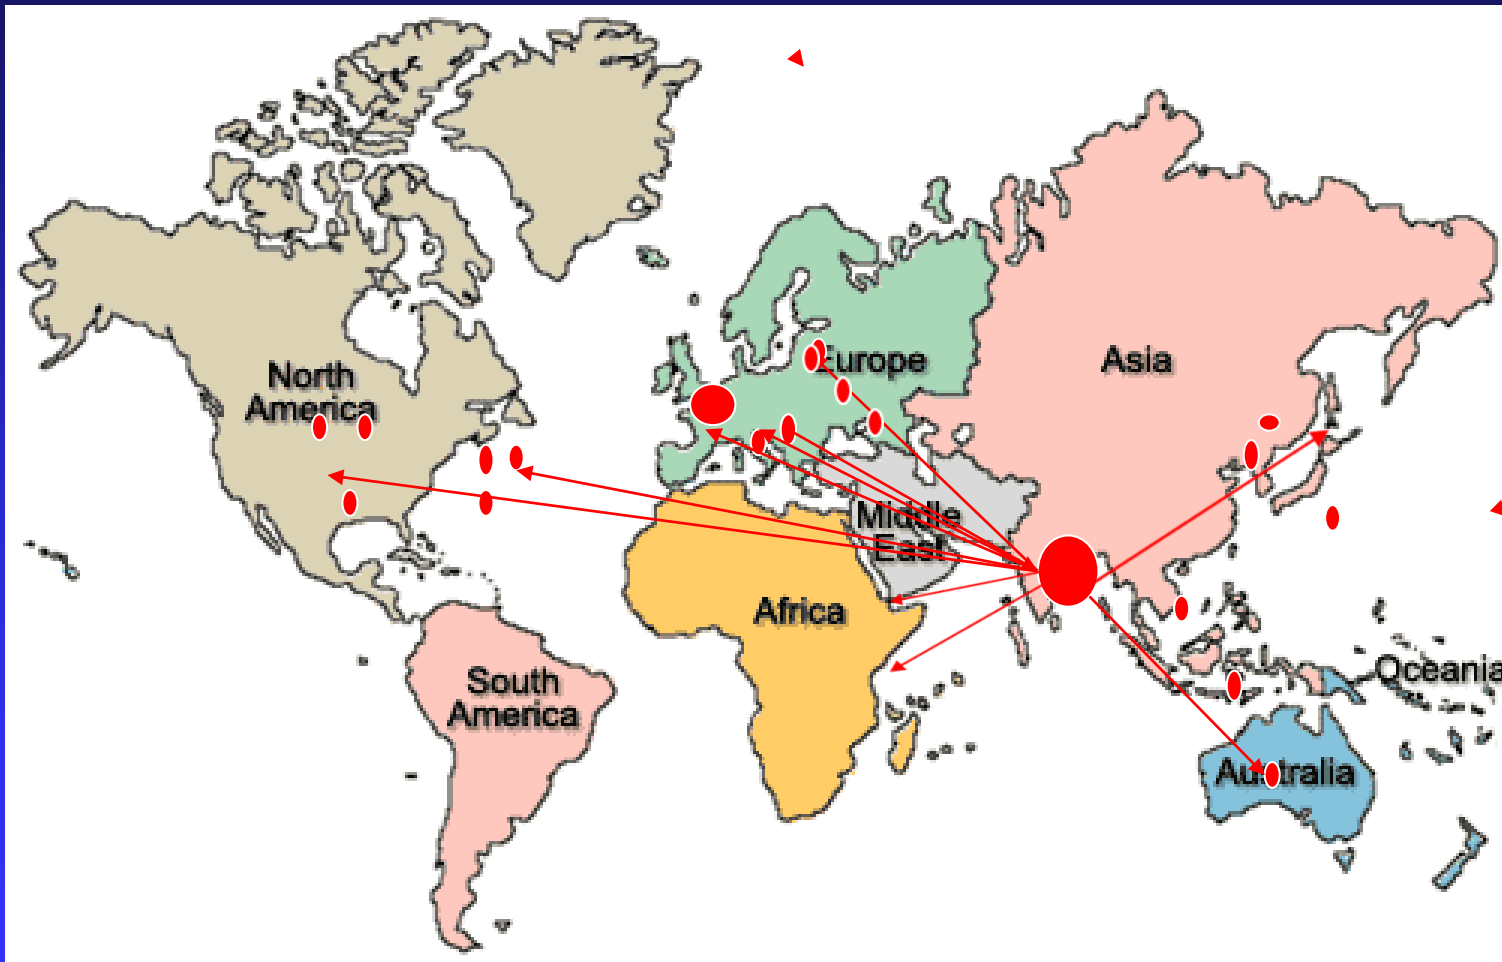 North
America
Europe
Asia
Middle
East
Africa
South
America
Oceania
Australia